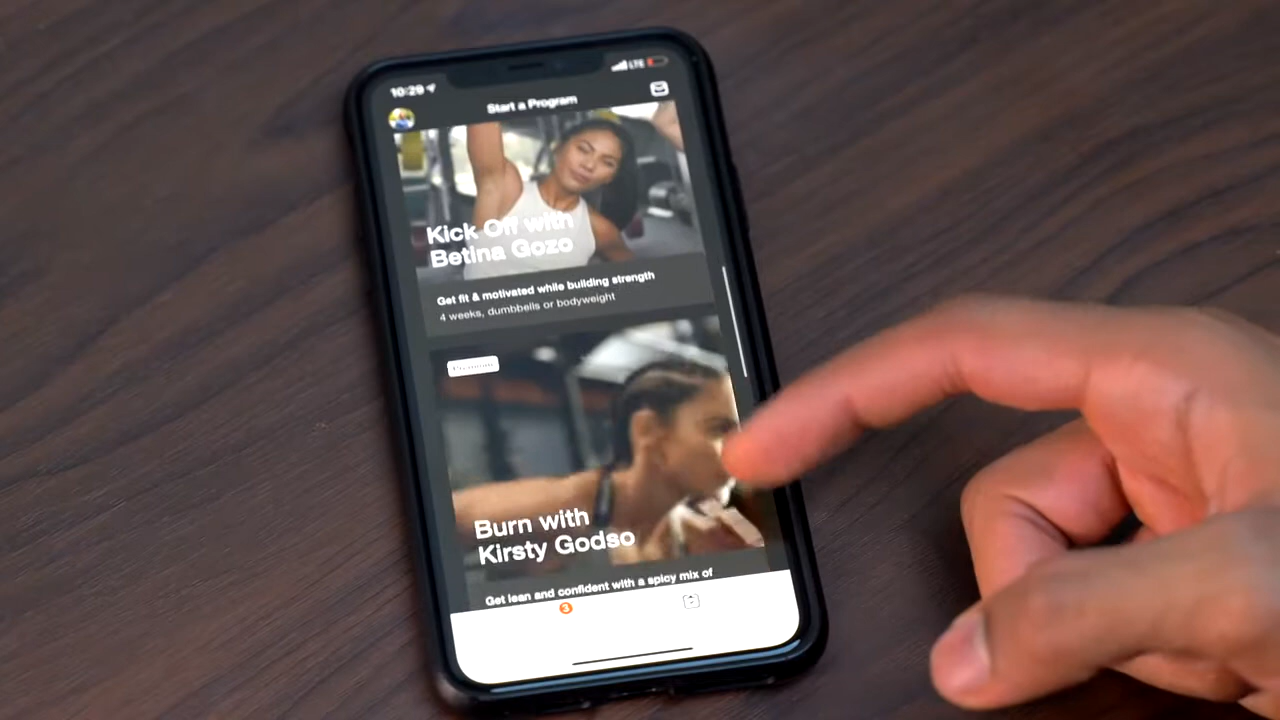 10:29
LTE
Start a Program
Kick Off with
Betina Gozo
Get fit & motivated while building strength
4 weeks, dumbbells or bodyweight
Premium
Burn with
Kirsty Godso
Get lean and confident with a spicy mix of
3